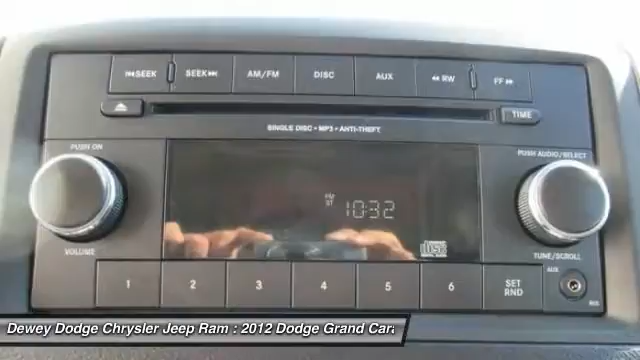 SEEK SEEK AM/FM DISC AUX RW FF
TIME
SINGLE DISC • MP3 • ANTI-THEFT
PUSH ON
PUSH AUDIO/SELECT
10:32
VOLUME
TUNE/SCROLL
1 2 3 4 5 6 SET RND
AUX
Dewey Dodge Chrysler Jeep Ram : 2012 Dodge Grand Car